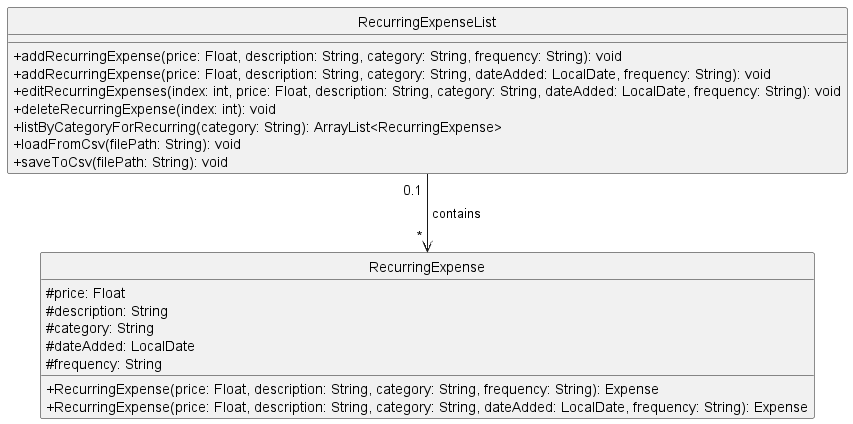 RecurringExpenseList
+addRecurringExpense(price: Float, description: String, category: String, frequency: String): void
+addRecurringExpense(price: Float, description: String, category: String, dateAdded: LocalDate, frequency: String): void
+editRecurringExpenses(index: int, price: Float, description: String, category: String, dateAdded: LocalDate, frequency: String): void
+deleteRecurringExpense(index: int): void
+listByCategoryForRecurring(category: String): ArrayList<RecurringExpense>
+loadFromCsv(filePath: String): void
+saveToCsv(filePath: String): void
0.1
contains
*
RecurringExpense
#price: Float
#description: String
#category: String
#dateAdded: LocalDate
#frequency: String
+RecurringExpense(price: Float, description: String, category: String, frequency: String): Expense
+RecurringExpense(price: Float, description: String, category: String, dateAdded: LocalDate, frequency: String): Expense